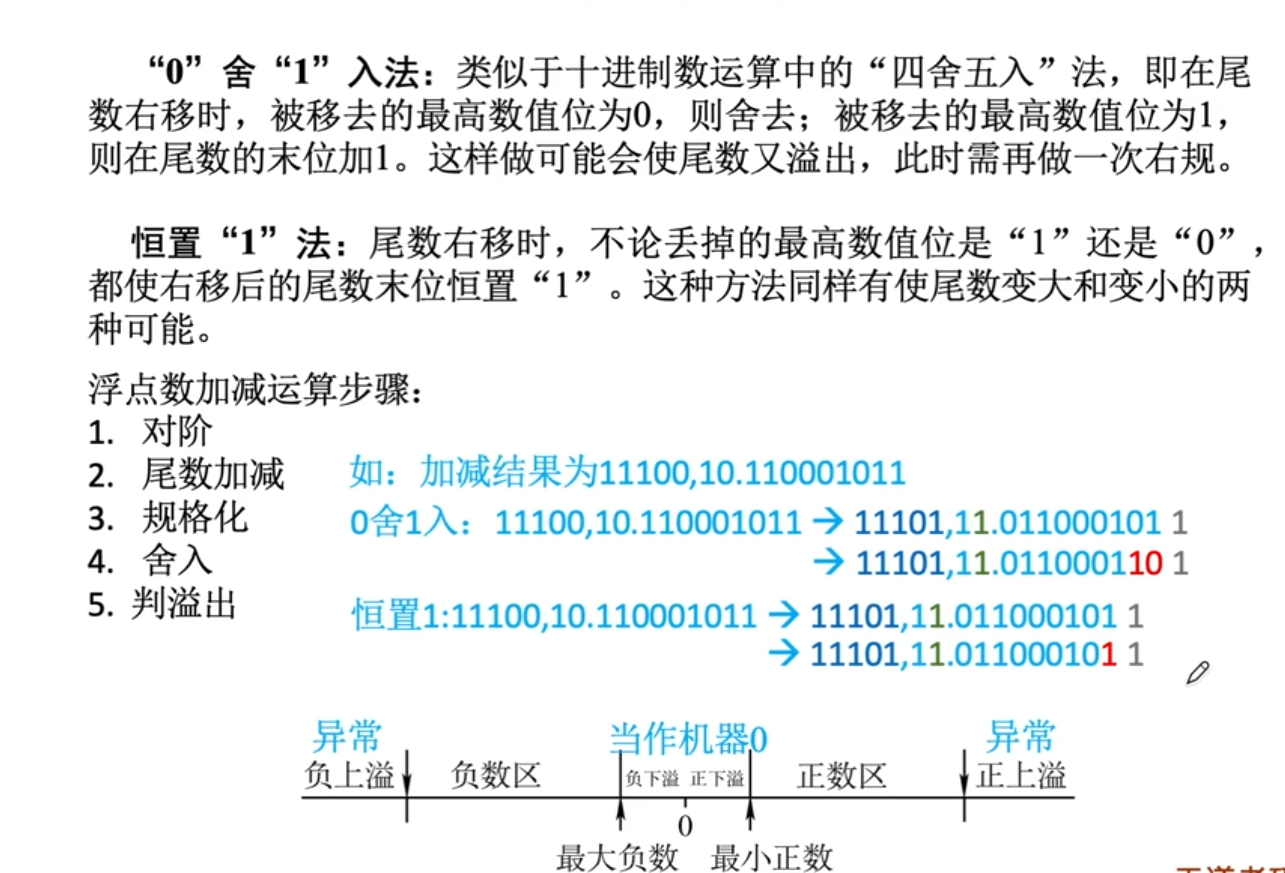 “0”舍“1”入法：类似于十进制数运算中的“四舍五入”法，即在尾
数右移时，被移去的最高数值位为0，则舍去；被移去的最高数值位为1，
则在尾数的末位加1。这样做可能会使尾数又溢出，此时需再做一次右规。
恒置“1”法：尾数右移时，不论丢掉的最高数值位是“1”还是“0”，
都使右移后的尾数末位恒置“1”。这种方法同样有使尾数变大和变小的两
种可能。
浮点数加减运算步骤：
1. 对阶
2. 尾数加减
如：加减结果为11100,10.110001011
3. 规格化
0舍1入：11100,10.110001011 → 11101,11.011000101 1
4. 舍入
→ 11101,11.011000110 1
5. 判溢出
恒置1:11100,10.110001011 → 11101,11.011000101 1
→ 11101,11.011000101 1
异常 当作机器0 异常
负上溢 负数区 负下溢 正下溢 正数区 正上溢
0
最大负数 最小正数